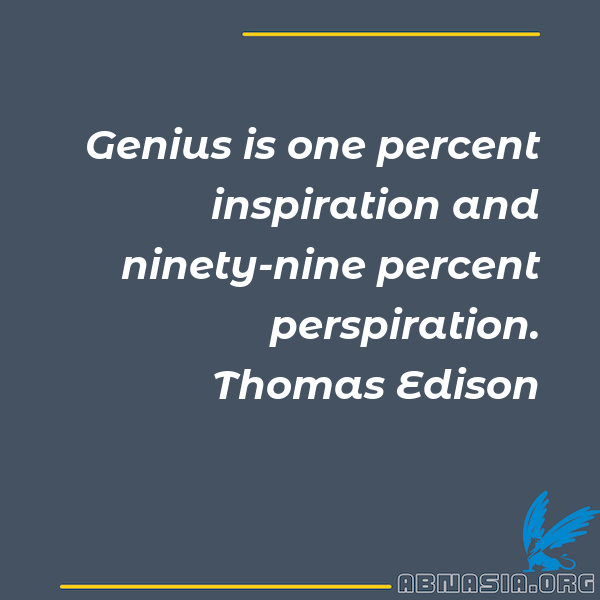 Genius is one percent
inspiration and
ninety-nine percent
perspiration.
Thomas Edison
ABNASIA.ORG